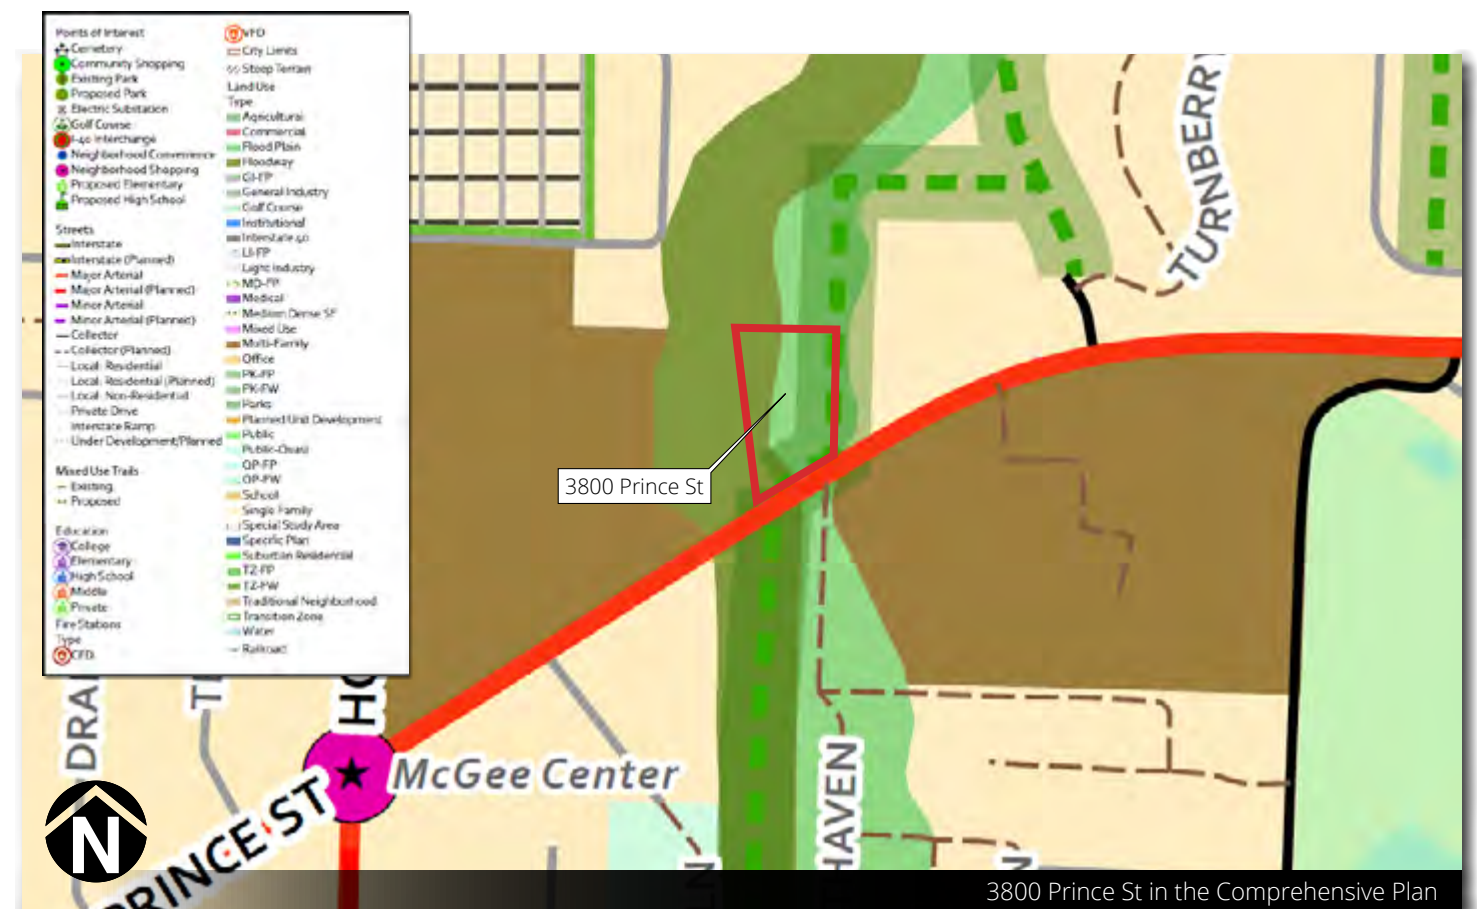 Points of Interest
Cemetery
Community Shopping
Existing Park
Proposed Park
Electric Substation
Golf Course
I-40 Interchange
Neighborhood Convenience
Neighborhood Shopping
Proposed Elementary
Proposed High School
Streets
Interstate
Interstate (Planned)
Major Arterial
Major Arterial (Planned)
Minor Arterial
Minor Arterial (Planned)
Collector
Collector (Planned)
Local: Residential
Local: Residential (Planned)
Local: Non-Residential
Private Drive
Interstate Ramp
Under Development/Planned
Mixed Use Trails
Existing
Proposed
Education
College
Elementary
High School
Middle
Private
Fire Stations
Type
CFD
VFD
City Limits
Steep Terrain
Land Use
Type
Agricultural
Commercial
Flood Plain
Floodway
GI-FP
General Industry
Golf Course
Institutional
Interstate 40
LI-FP
Light Industry
MD-FP
Medical
Medium Dense SF
Mixed Use
Multi-Family
Office
PK-FP
PK-FW
Parks
Planned Unit Development
Public
Public-Quasi
QP-FP
QP-FW
School
Single Family
Special Study Area
Specific Plan
Suburban Residential
TZ-FP
TZ-FW
Traditional Neighborhood
Transition Zone
Water
Railroad
TURNBERRY
3800 Prince St
DRA
T
HO
McGee Center
PRINCE ST
HAVEN
N
N
N
3800 Prince St in the Comprehensive Plan